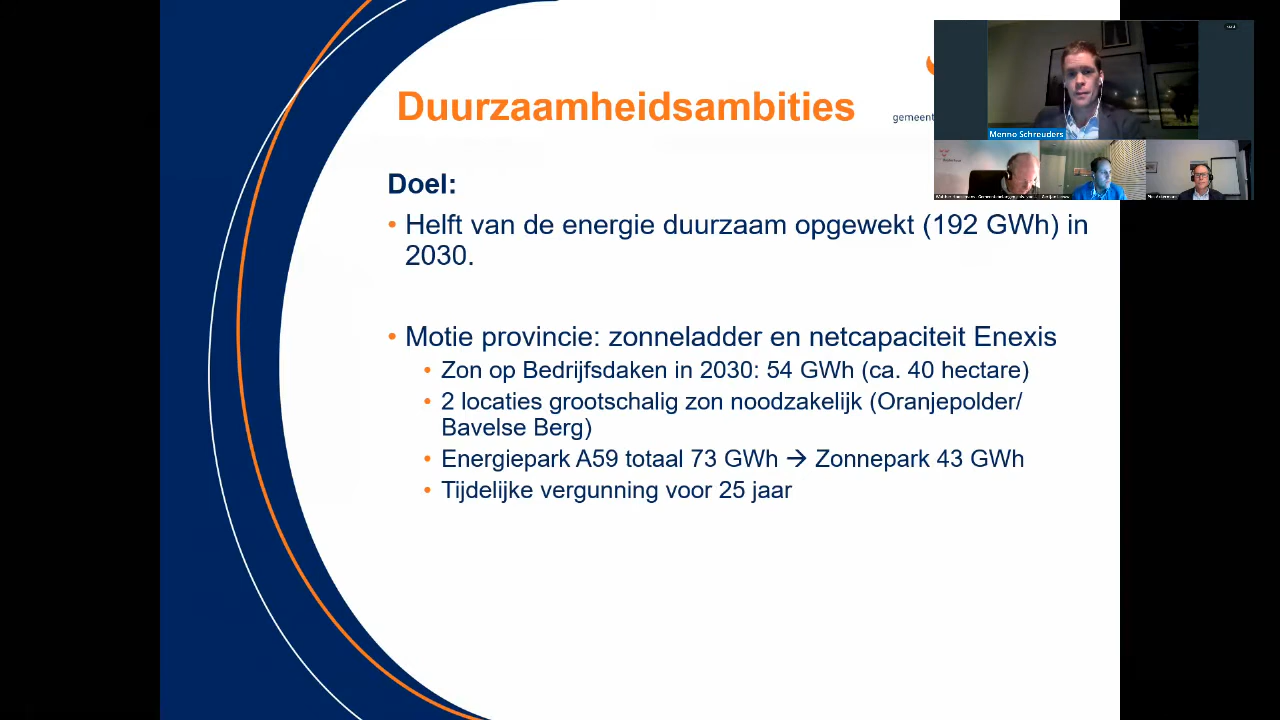 Duurzaamheidsambities
gemeent
Menno Schreuders
Doel:
• Helft van de energie duurzaam opgewekt (192 GWh) in
2030.
• Motie provincie: zonneladder en netcapaciteit Enexis
• Zon op Bedrijfsdaken in 2030: 54 GWh (ca. 40 hectare)
• 2 locaties grootschalig zon noodzakelijk (Oranjepolder/
Bavelse Berg)
• Energiepark A59 totaal 73 GWh → Zonnepark 43 GWh
• Tijdelijke vergunning voor 25 jaar